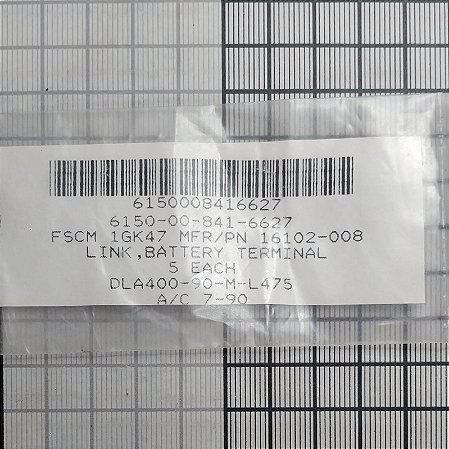 6150008416627
6150-00-841-6627
FSCM 1GK47 MFR/PN 16102-008
LINK,BATTERY TERMINAL
5 EACH
DLA400-90-M-L475
A/C 7-90